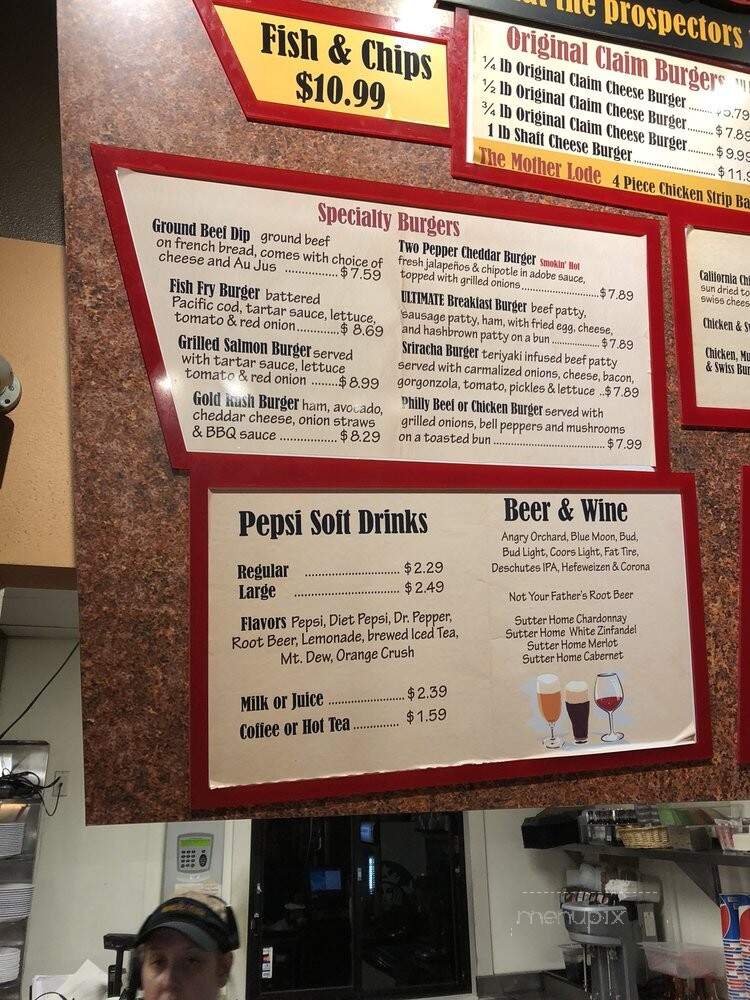 the prospectors
Fish & Chips
$10.99
Original Claim Burgers
1/4 lb Original Claim Cheese Burger
1/2 lb Original Claim Cheese Burger ...... $7.89
3/4 lb Original Claim Cheese Burger...... $9.99
1 lb Shaft Cheese Burger
The Mother Lode 4 Piece Chicken Strip
Specialty Burgers
Ground Beef Dip ground beef
on french bread, comes with choice of
cheese and Au Jus ............... $7.59
Fish Fry Burger battered
Pacific cod, tartar sauce, lettuce,
tomato & red onion............ $8.69
Grilled Salmon Burger served
with tartar sauce, lettuce
tomato & red onion ....... $8.99
Gold Rush Burger ham, avocado,
cheddar cheese, onion straws
& BBQ sauce ................ $8.29
Two Pepper Cheddar Burger Smokin' Hot
fresh jalapeños & chipotle in adobe sauce,
topped with grilled onions...................... $7.89
ULTIMATE Breakfast Burger beef patty,
sausage patty, ham, with fried egg, cheese,
and hashbrown patty on a bun .............. $7.89
Sriracha Burger teriyaki infused beef patty
served with carmalized onions, cheese, bacon,
gorgonzola, tomato, pickles & lettuce ..$7.89
Philly Beef or Chicken Burger served with
grilled onions, bell peppers and mushrooms
on a toasted bun ................................. $7.99
California
sun dried to
swiss
Chicken &
Chicken,
& Swiss
Pepsi Soft Drinks
Regular ........................ $2.29
Large ........................... $2.49
Flavors Pepsi, Diet Pepsi, Dr. Pepper,
Root Beer, Lemonade, brewed Iced Tea,
Mt. Dew, Orange Crush
Milk or Juice .................... $2.39
Coffee or Hot Tea ............ $1.59
Beer & Wine
Angry Orchard, Blue Moon, Bud,
Bud Light, Coors Light, Fat Tire,
Deschutes IPA, Hefeweizen & Corona
Not Your Father's Root Beer
Sutter Home Chardonnay
Sutter Home White Zinfandel
Sutter Home Merlot
Sutter Home Cabernet
menupix